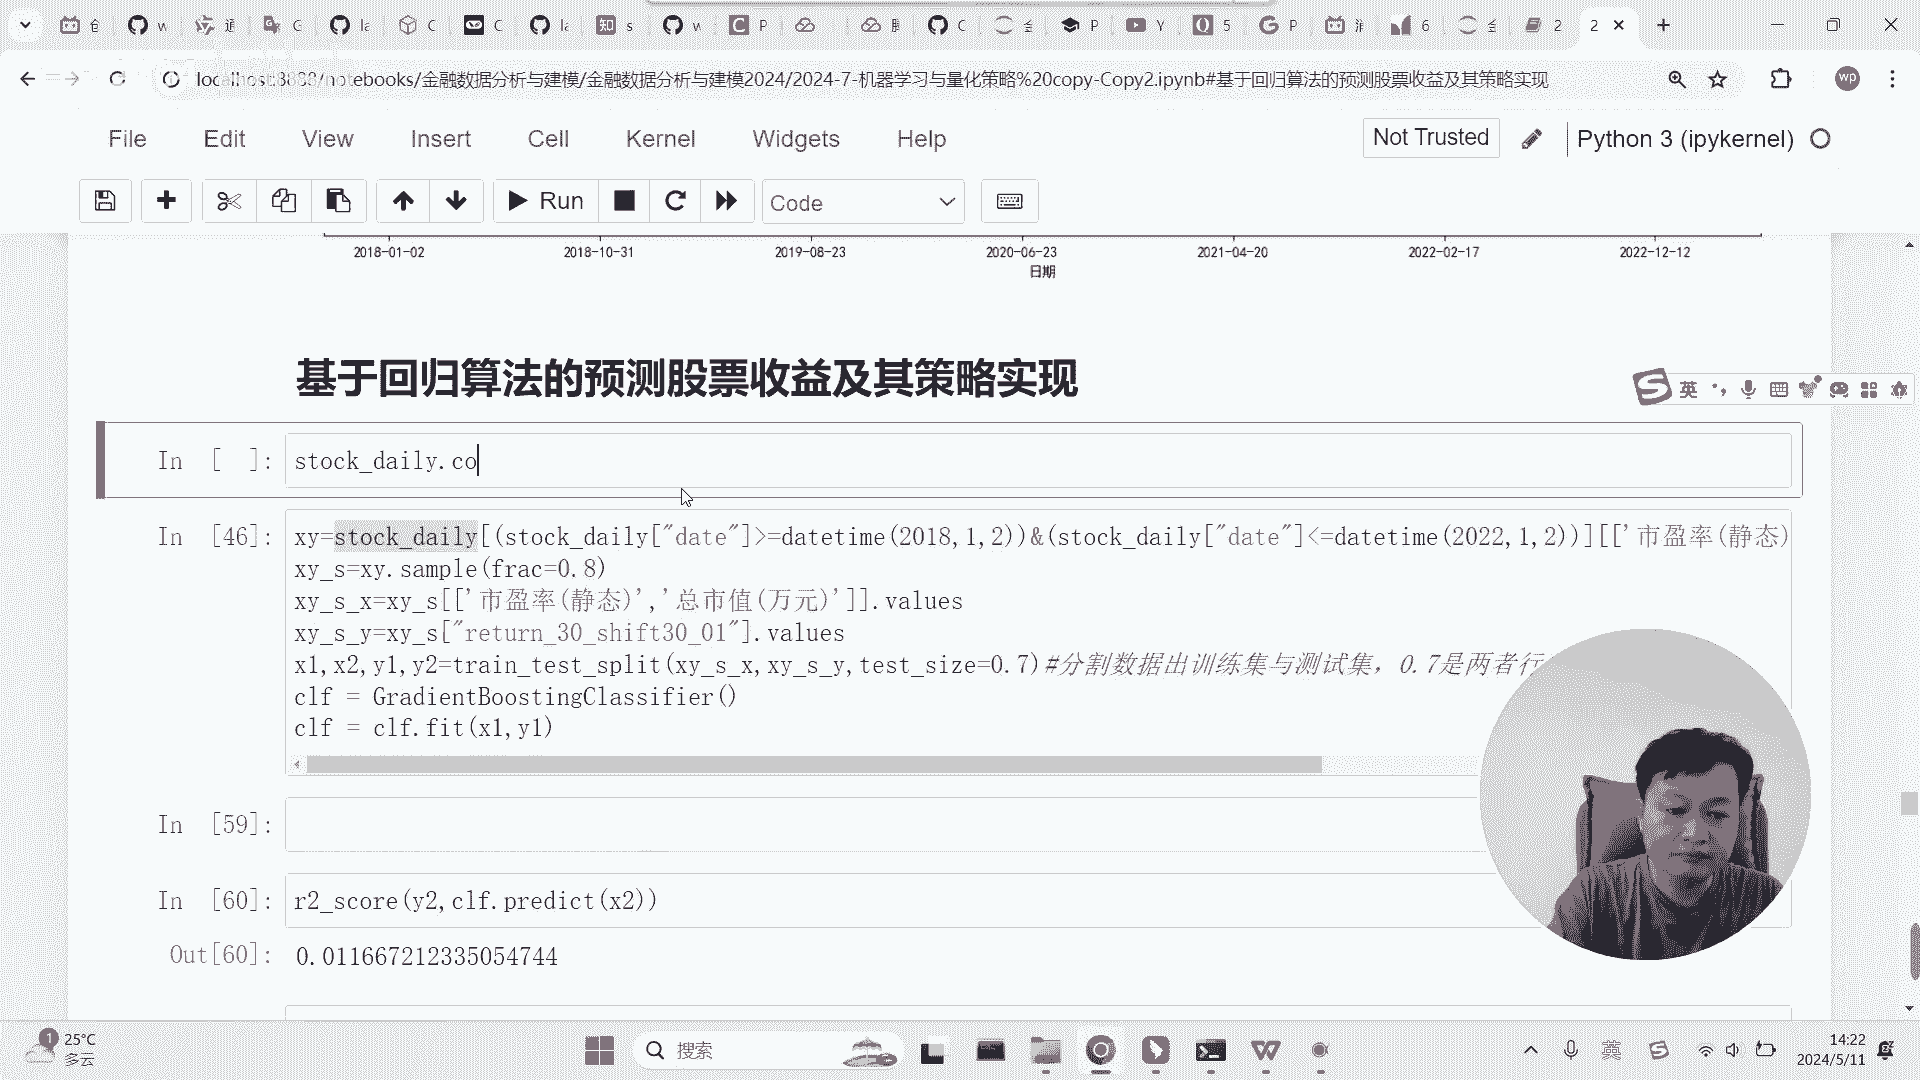 localhost:8888/notebooks/金融数据分析与建模/金融数据分析与建模2024/2024-7-机器学习与量化策略%20copy-Copy2.ipynb#基于回归算法的预测股票收益及其策略实现
wp
File Edit View Insert Cell Kernel Widgets Help
Not Trusted
Python 3 (ipykernel)
Run
Code
2018-01-02 2018-10-31 2019-08-23 2020-06-23 2021-04-20 2022-02-17 2022-12-12
日期
基于回归算法的预测股票收益及其策略实现
英
In [ ]: stock_daily.co
In [46]: xy=stock_daily[(stock_daily["date"]>=datetime(2018,1,2))&(stock_daily["date"]<=datetime(2022,1,2))][['市盈率(静态)
xy_s=xy.sample(frac=0.8)
xy_s_x=xy_s[['市盈率(静态)','总市值(万元)']].values
xy_s_y=xy_s["return_30_shift30_01"].values
x1,x2,y1,y2=train_test_split(xy_s_x,xy_s_y,test_size=0.7)#分割数据出训练集与测试集，0.7是两者行
clf = GradientBoostingClassifier()
clf = clf.fit(x1,y1)
In [59]:
In [60]: r2_score(y2,clf.predict(x2))
Out[60]: 0.011667212335054744
1
25°C
多云
搜索
英
14:22
2024/5/11